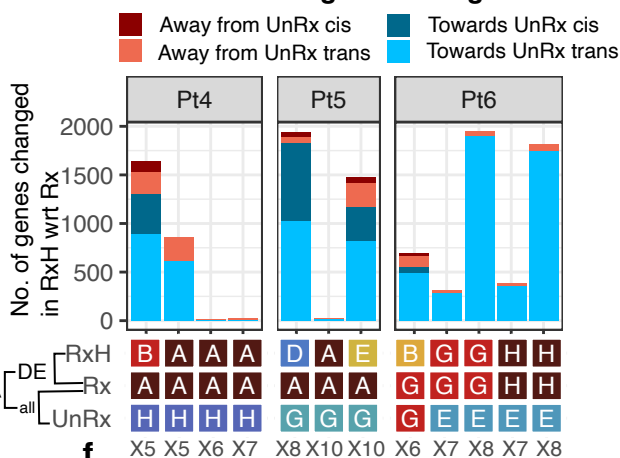 Away from UnRx cis Towards UnRx cis
Away from UnRx trans Towards UnRx trans
Pt4 Pt5 Pt6
No. of genes changed
in RxH wrt Rx
2000
1500
1000
500
0
RxH B A A A D A E B G G H H
DE
Rx A A A A A A A G G G H H
all
UnRx H H H H G G G G E E E E
f X5 X5 X6 X7 X8 X10 X10 X6 X7 X8 X7 X8